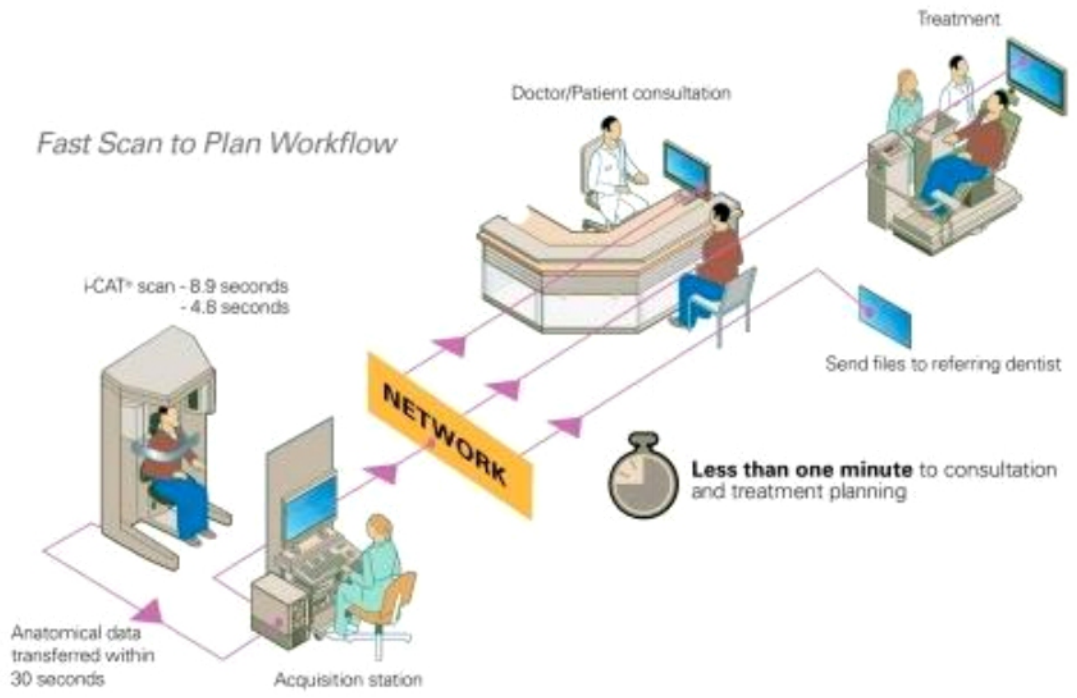 Treatment
Doctor/Patient consultation
Fast Scan to Plan Workflow
i-CAT® scan - 8.9 seconds
- 4.8 seconds
Send files to referring dentist
NETWORK
Less than one minute to consultation
and treatment planning
Anatomical data
transferred within
30 seconds
Acquisition station